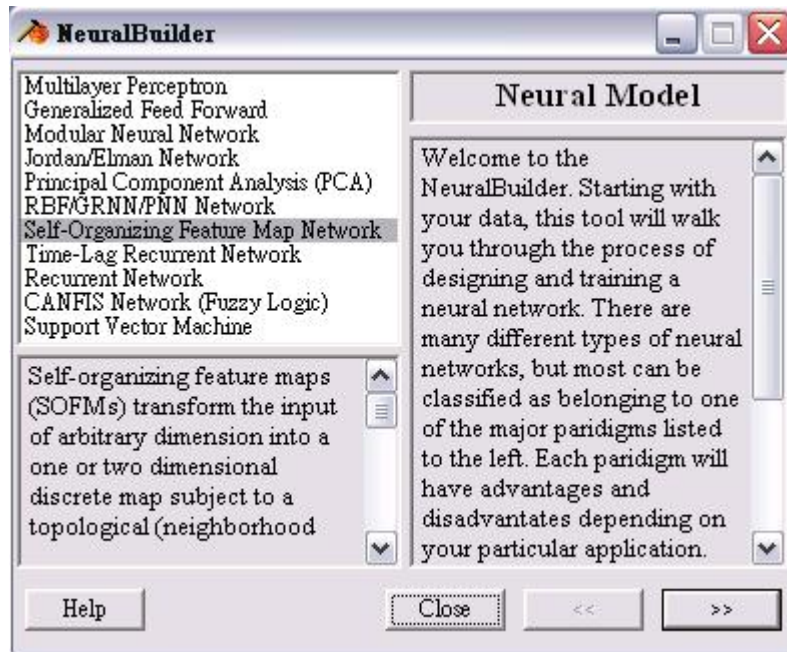 NeuralBuilder
Multilayer Perceptron
Generalized Feed Forward
Modular Neural Network
Jordan/Elman Network
Principal Component Analysis (PCA)
RBF/GRNN/PNN Network
Self-Organizing Feature Map Network
Time-Lag Recurrent Network
Recurrent Network
CANFIS Network (Fuzzy Logic)
Support Vector Machine
Self-organizing feature maps
(SOFMs) transform the input
of arbitrary dimension into a
one or two dimensional
discrete map subject to a
topological (neighborhood
Neural Model
Welcome to the
NeuralBuilder. Starting with
your data, this tool will walk
you through the process of
designing and training a
neural network. There are
many different types of neural
networks, but most can be
classified as belonging to one
of the major paridigms listed
to the left. Each paridigm will
have advantages and
disadvantates depending on
your particular application.
Help
Close
<<
>>